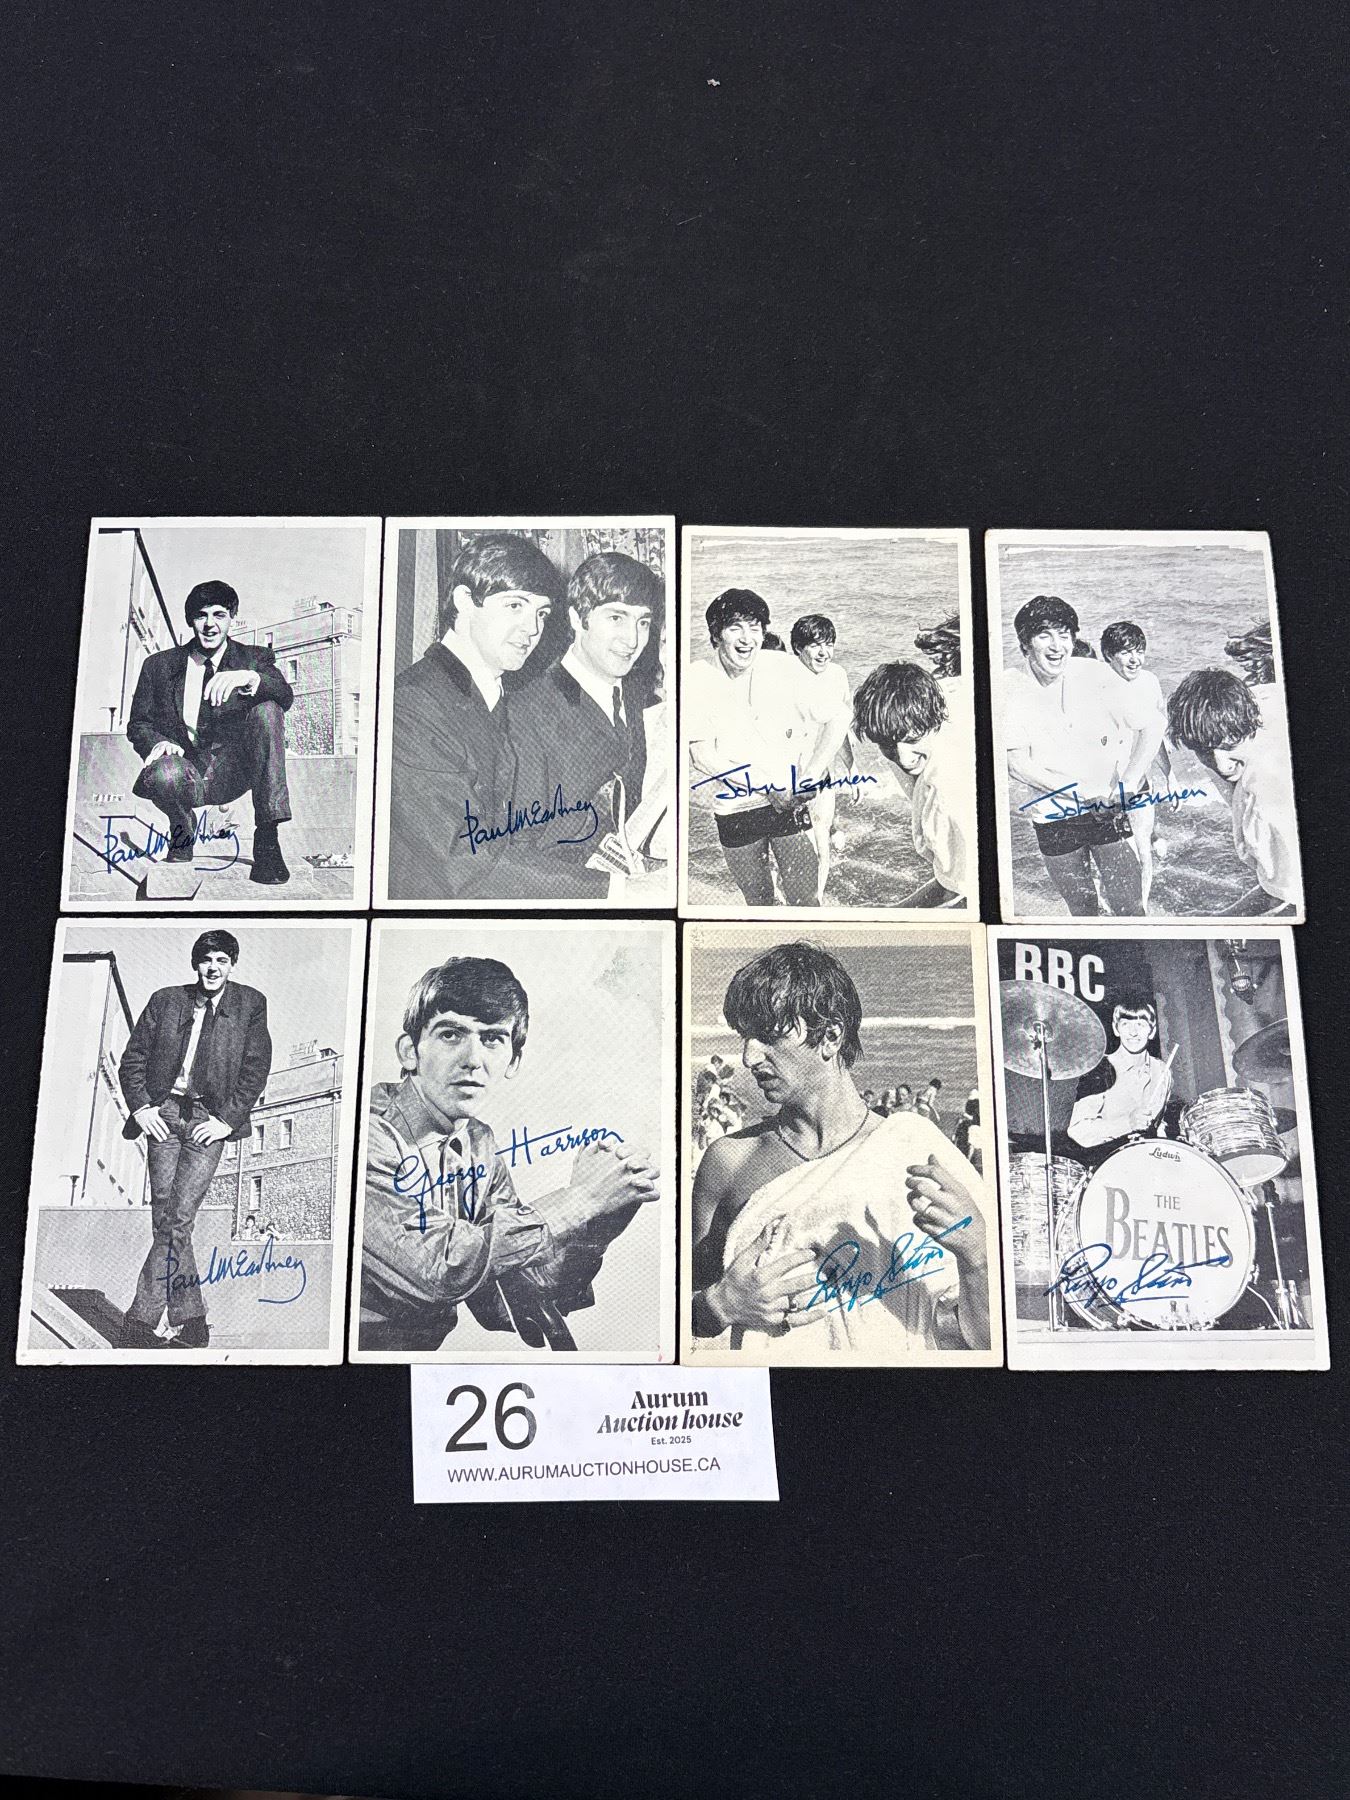 Paul McCartney
Paul McCartney
John Lennon
John Lennon
Paul McCartney
George Harrison
Ringo Starr
BBC
Ludwig
THE
BEATLES
Ringo Starr
26
Aurum
Auction house
Est. 2025
WWW.AURUMAUCTIONHOUSE.CA